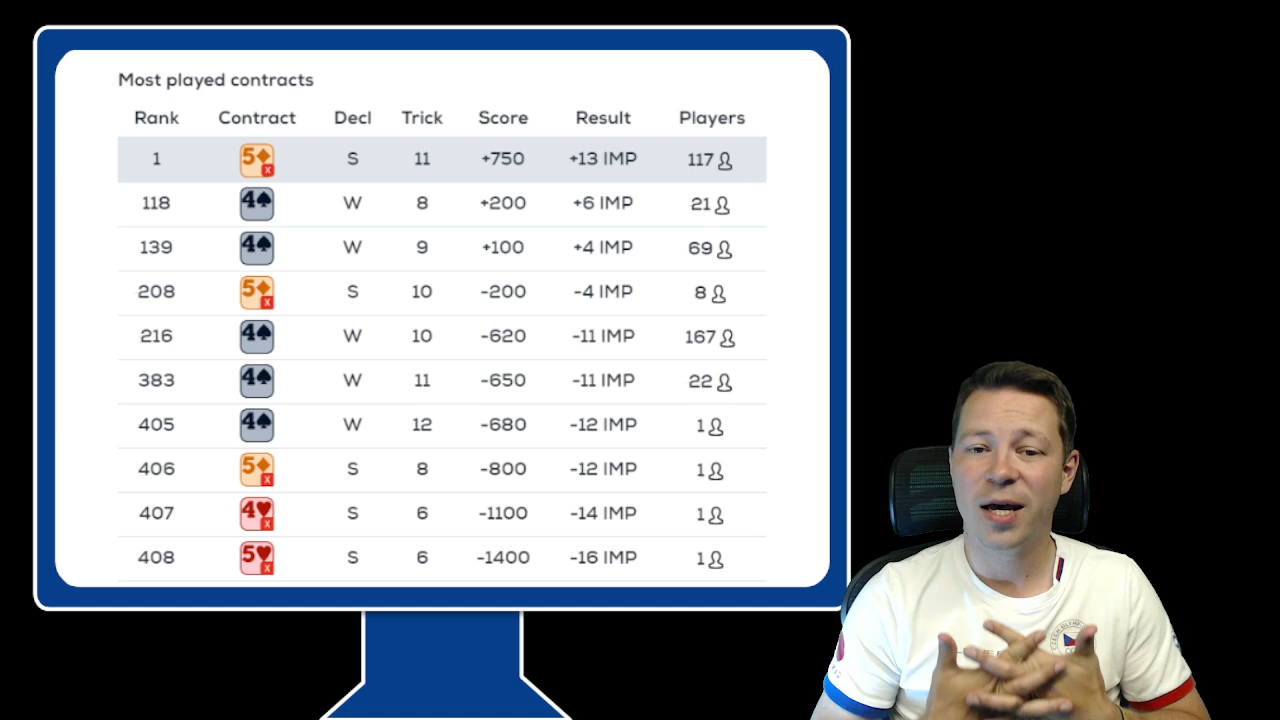 Most played contracts
Rank Contract Decl Trick Score Result Players
1 5♦ X S 11 +750 +13 IMP 117
118 4♠ W 8 +200 +6 IMP 21
139 4♠ W 9 +100 +4 IMP 69
208 5♦ X S 10 -200 -4 IMP 8
216 4♠ W 10 -620 -11 IMP 167
383 4♠ W 11 -650 -11 IMP 22
405 4♠ W 12 -680 -12 IMP 1
406 5♦ X S 8 -800 -12 IMP 1
407 4♥ X S 6 -1100 -14 IMP 1
408 5♥ X S 6 -1400 -16 IMP 1